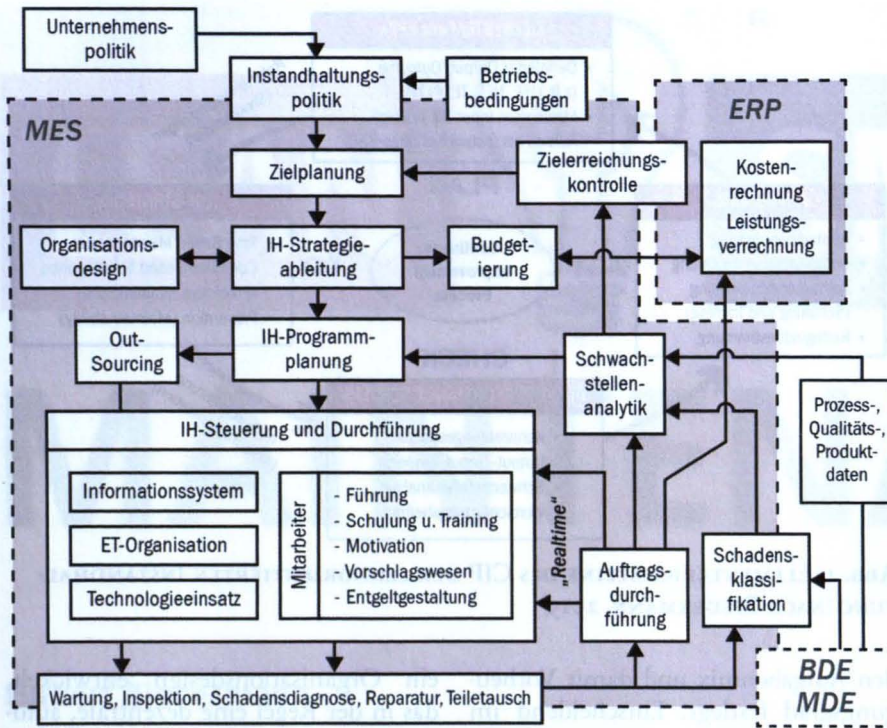 Unternehmens-
politik
Instandhaltungs-
politik
Betriebs-
bedingungen
MES
ERP
Zielplanung
Zielerreichungs-
kontrolle
Kosten-
rechnung
Leistungs-
verrechnung
Organisations-
design
IH-Strategie-
ableitung
Budget-
ierung
Out-
Sourcing
IH-Programm-
planung
Schwach-
stellen-
analytik
Prozess-,
Qualitäts-,
Produkt-
daten
IH-Steuerung und Durchführung
Informationssystem
ET-Organisation
Technologieeinsatz
Mitarbeiter
- Führung
- Schulung u. Training
- Motivation
- Vorschlagswesen
- Entgeltgestaltung
"Realtime"
Auftrags-
durch-
führung
Schadens-
klassi-
fikation
BDE
MDE
Wartung, Inspektion, Schadensdiagnose, Reparatur, Teiletausch